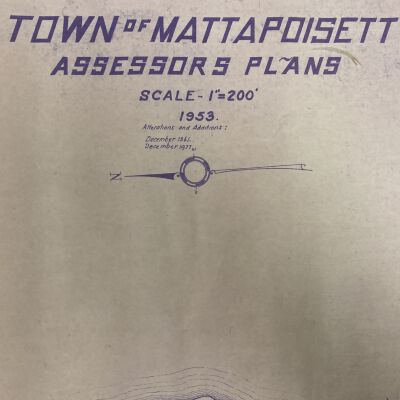 TOWN OF MATTAPOISETT
ASSESSORS PLANS
SCALE - 1"=200'
1953.
Alterations and Additions:
December 1961.
December 1977.
N